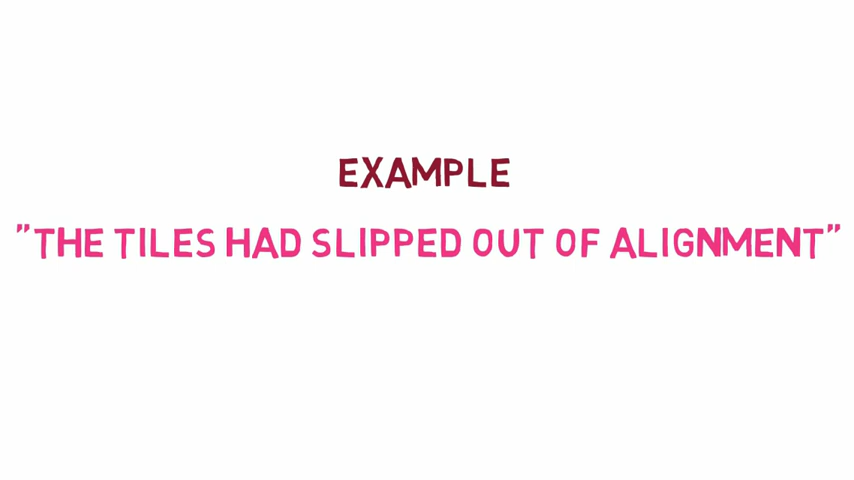 EXAMPLE
"THE TILES HAD SLIPPED OUT OF ALIGNMENT"